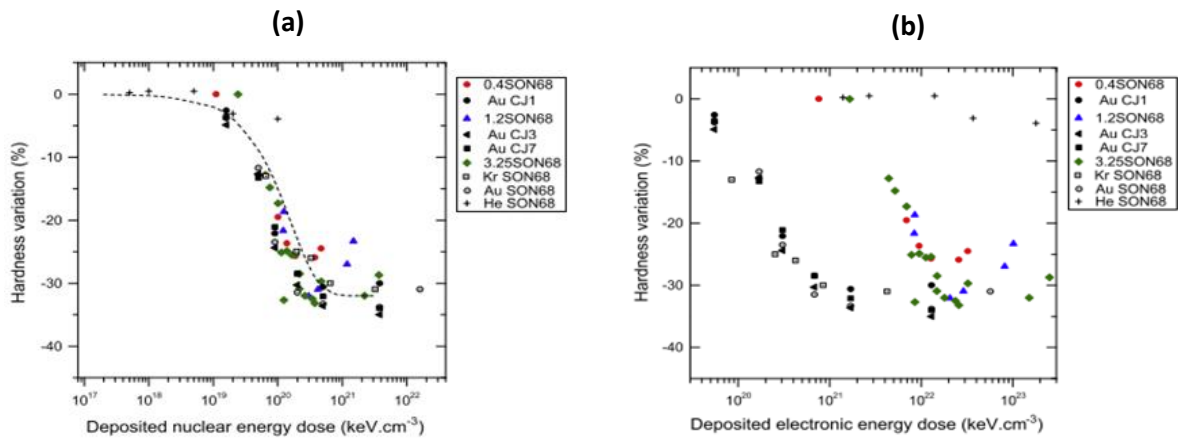 (a)
(b)
Hardness variation (%)
0
-10
-20
-30
-40
10^17 10^18 10^19 10^20 10^21 10^22
Deposited nuclear energy dose (keV.cm^-3)
0.4SON68
Au CJ1
1.2SON68
Au CJ3
Au CJ7
3.25SON68
Kr SON68
Au SON68
He SON68
Hardness variation (%)
0
-10
-20
-30
-40
10^20 10^21 10^22 10^23
Deposited electronic energy dose (keV.cm^-3)
0.4SON68
Au CJ1
1.2SON68
Au CJ3
Au CJ7
3.25SON68
Kr SON68
Au SON68
He SON68